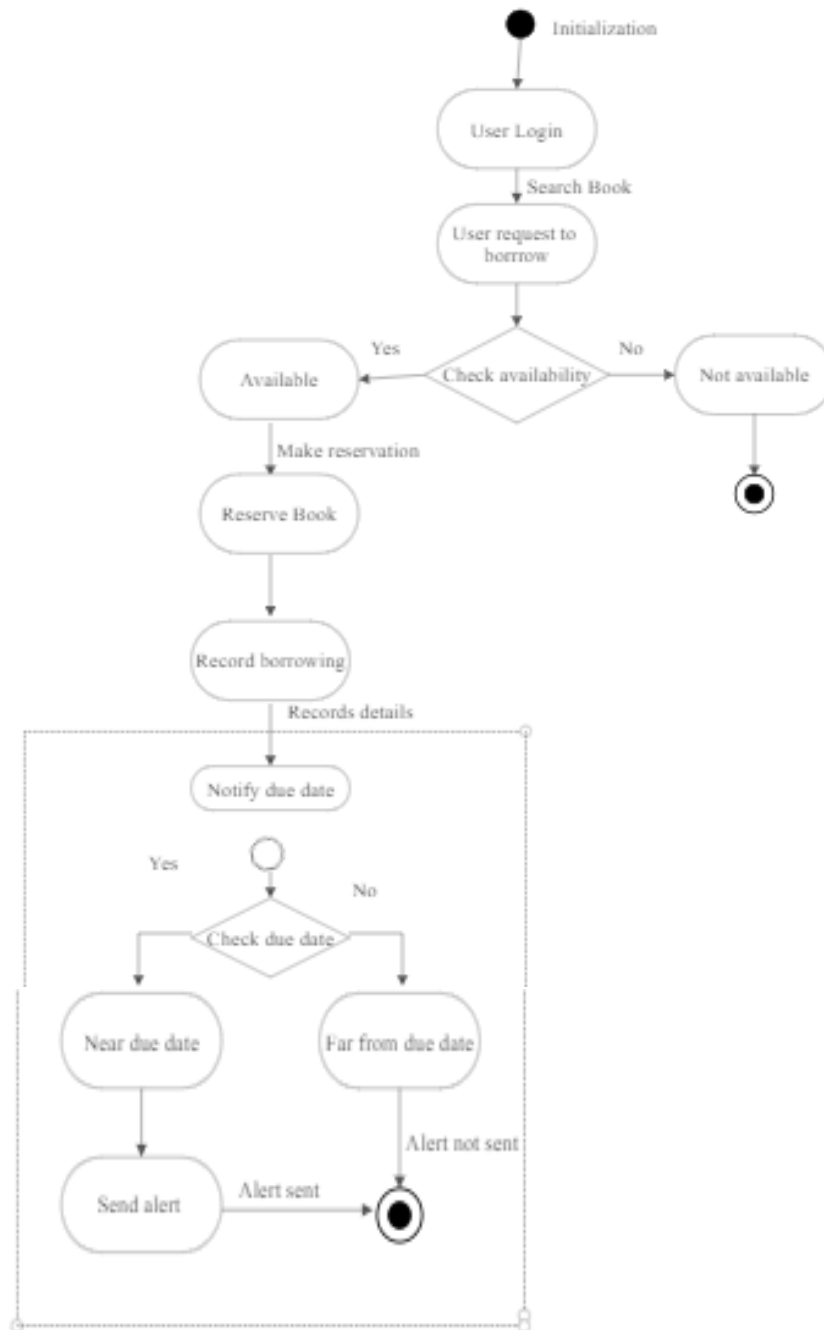 Initialization
User Login
Search Book
User request to
borrrow
Yes
No
Available
Check availability
Not available
Make reservation
Reserve Book
Record borrowing
Records details
Notify due date
Yes
No
Check due date
Near due date
Far from due date
Alert not sent
Send alert
Alert sent